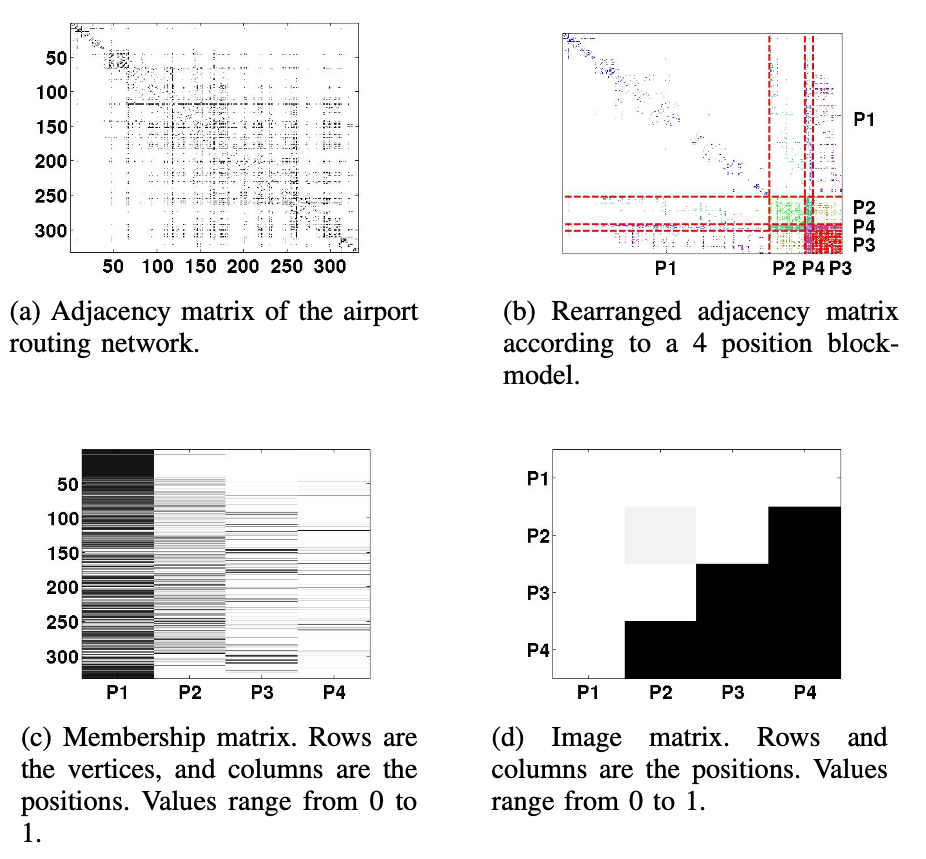 50
100
150
200
250
300
50 100 150 200 250 300
(a) Adjacency matrix of the airport
routing network.
P1
P2
P4
P3
P1 P2 P4 P3
(b) Rearranged adjacency matrix
according to a 4 position block-
model.
50
100
150
200
250
300
P1 P2 P3 P4
(c) Membership matrix. Rows are
the vertices, and columns are the
positions. Values range from 0 to
1.
P1
P2
P3
P4
P1 P2 P3 P4
(d) Image matrix. Rows and
columns are the positions. Values
range from 0 to 1.